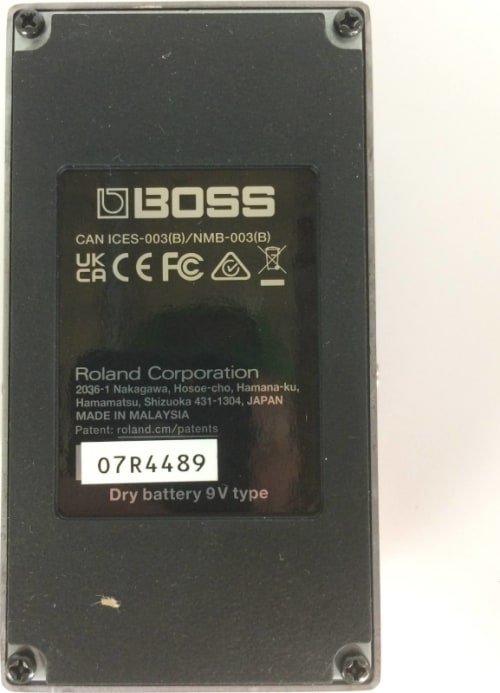 BOSS
CAN ICES-003(B)/NMB-003(B)
UK CA CE FC
Roland Corporation
2036-1 Nakagawa, Hosoe-cho, Hamana-ku,
Hamamatsu, Shizuoka 431-1304, JAPAN
MADE IN MALAYSIA
Patent: roland.cm/patents
07R4489
Dry battery 9V type